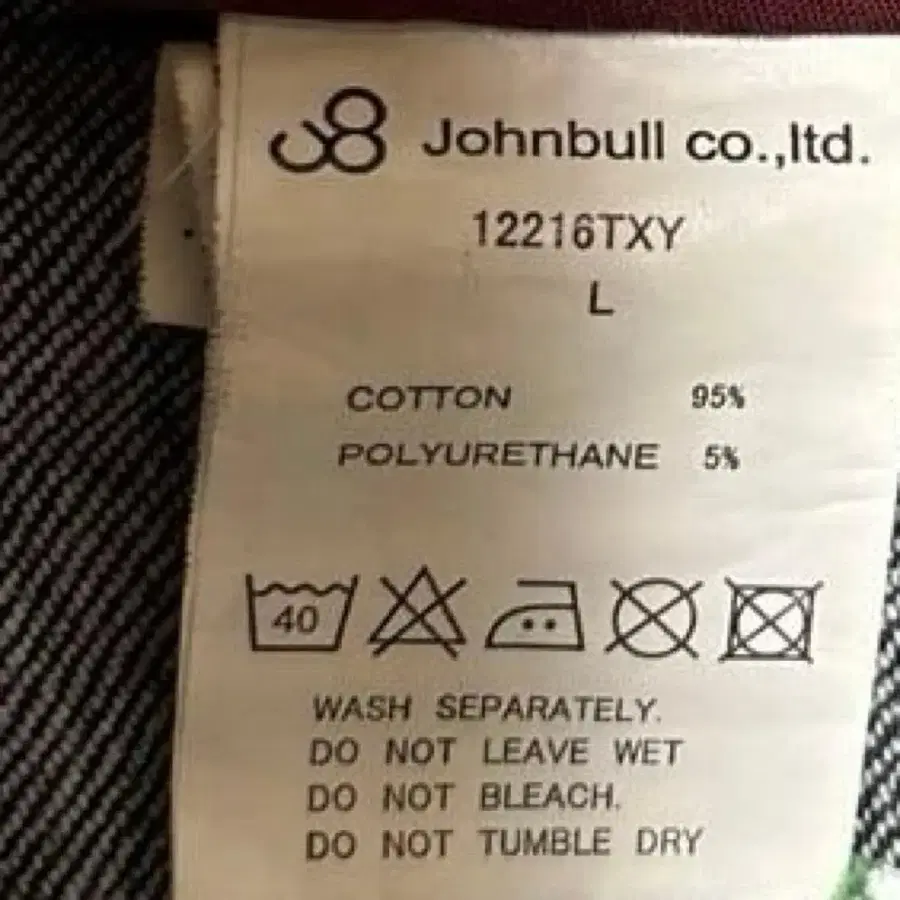 Johnbull co.,ltd.
12216TXY
L
COTTON 95%
POLYURETHANE 5%
40
WASH SEPARATELY.
DO NOT LEAVE WET
DO NOT BLEACH.
DO NOT TUMBLE DRY